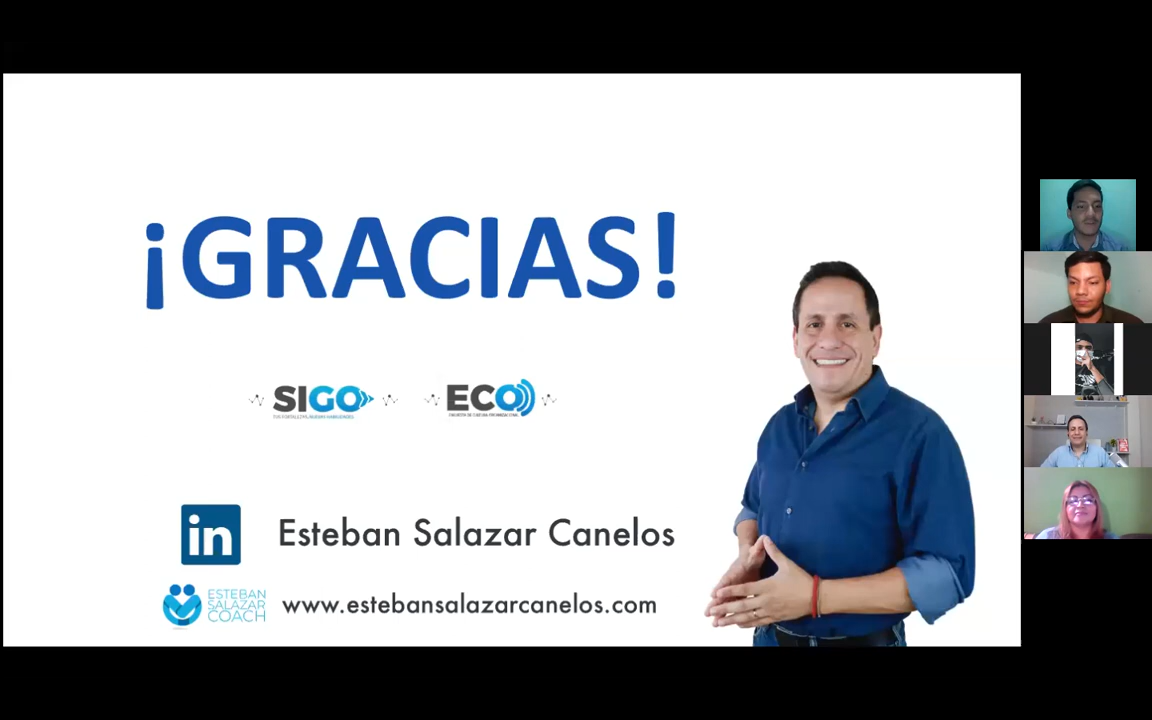 ¡GRACIAS!
SIGO
ECO
in
Esteban Salazar Canelos
ESTEBAN
SALAZAR
COACH
www.estebansalazarcanelos.com